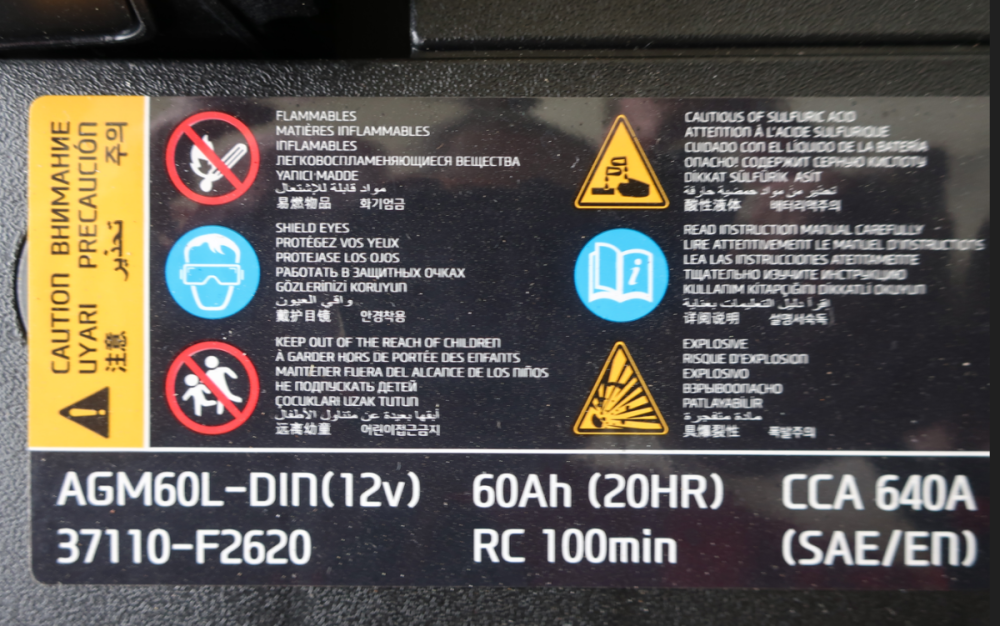 CAUTION ВНИМАНИЕ
UYARI PRECAUCIÓN
注意 تحذير 주의
FLAMMABLES
MATIÈRES INFLAMMABLES
INFLAMABLES
ЛЕГКОВОСПЛАМЕНЯЮЩИЕСЯ ВЕЩЕСТВА
YANICI MADDE
مواد قابلة للإشتعال
易燃物品 화기엄금
SHIELD EYES
PROTÉGEZ VOS YEUX
PROTEJASE LOS OJOS
РАБОТАТЬ В ЗАЩИТНЫХ ОЧКАХ
GÖZLERİNİZİ KORUYUN
واقي العيون
戴护目镜 안경착용
KEEP OUT OF THE REACH OF CHILDREN
À GARDER HORS DE PORTÉE DES ENFANTS
MANTENER FUERA DEL ALCANCE DE LOS NIÑOS
НЕ ПОДПУСКАТЬ ДЕТЕЙ
ÇOCUKLARI UZAK TUTUN
أبقها بعيدة عن متناول الأطفال
远离幼童 어린이접근금지
CAUTIOUS OF SULFURIC ACID
ATTENTION À L'ACIDE SULFURIQUE
CUIDADO CON EL LÍQUIDO DE LA BATERÍA
ОПАСНО! СОДЕРЖИТ СЕРНУЮ КИСЛОТУ
DİKKAT SÜLFÜRİK ASİT
تحذير من مواد حمضية حارقة
酸性液体 배터리액주의
READ INSTRUCTION MANUAL CAREFULLY
LIRE ATTENTIVEMENT LE MANUEL D'INSTRUCTIONS
LEA LAS INSTRUCCIONES ATENTAMENTE
ТЩАТЕЛЬНО ИЗУЧИТЕ ИНСТРУКЦИЮ
KULLANIM KİTAPÇIĞINI DİKKATLİ OKUYUN
اقرأ دليل التعليمات بعناية
详阅说明 설명서숙독
EXPLOSÍVE
RISQUE D'EXPLOSION
EXPLOSIVO
ВЗРЫВООПАСНО
PATLAYABİLİR
مادة متفجرة
具爆裂性 폭발주의
AGM60L-DIN(12v) 60Ah (20HR) CCA 640A
37110-F2620 RC 100min (SAE/EN)